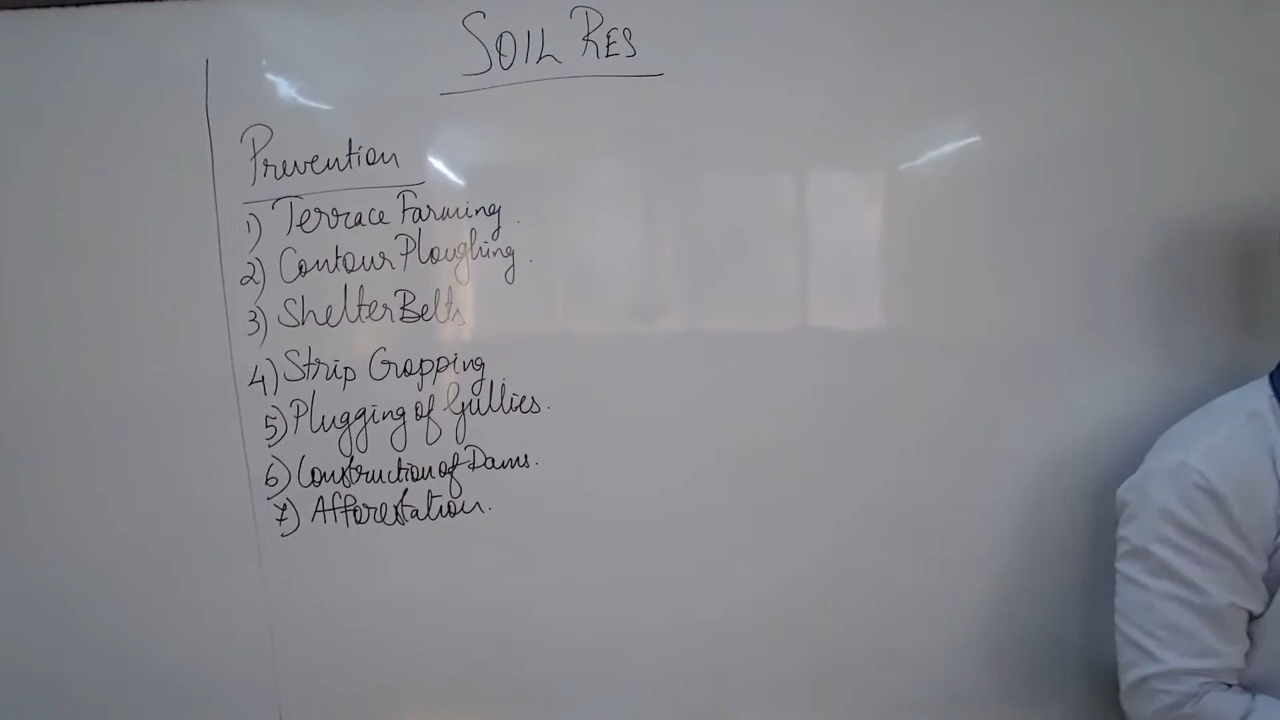 SOIL RES
Prevention
1) Terrace Farming.
2) Contour Ploughing.
3) Shelter Belts
4) Strip Cropping
5) Plugging of Gullies.
6) Construction of Dams.
7) Afforestation.